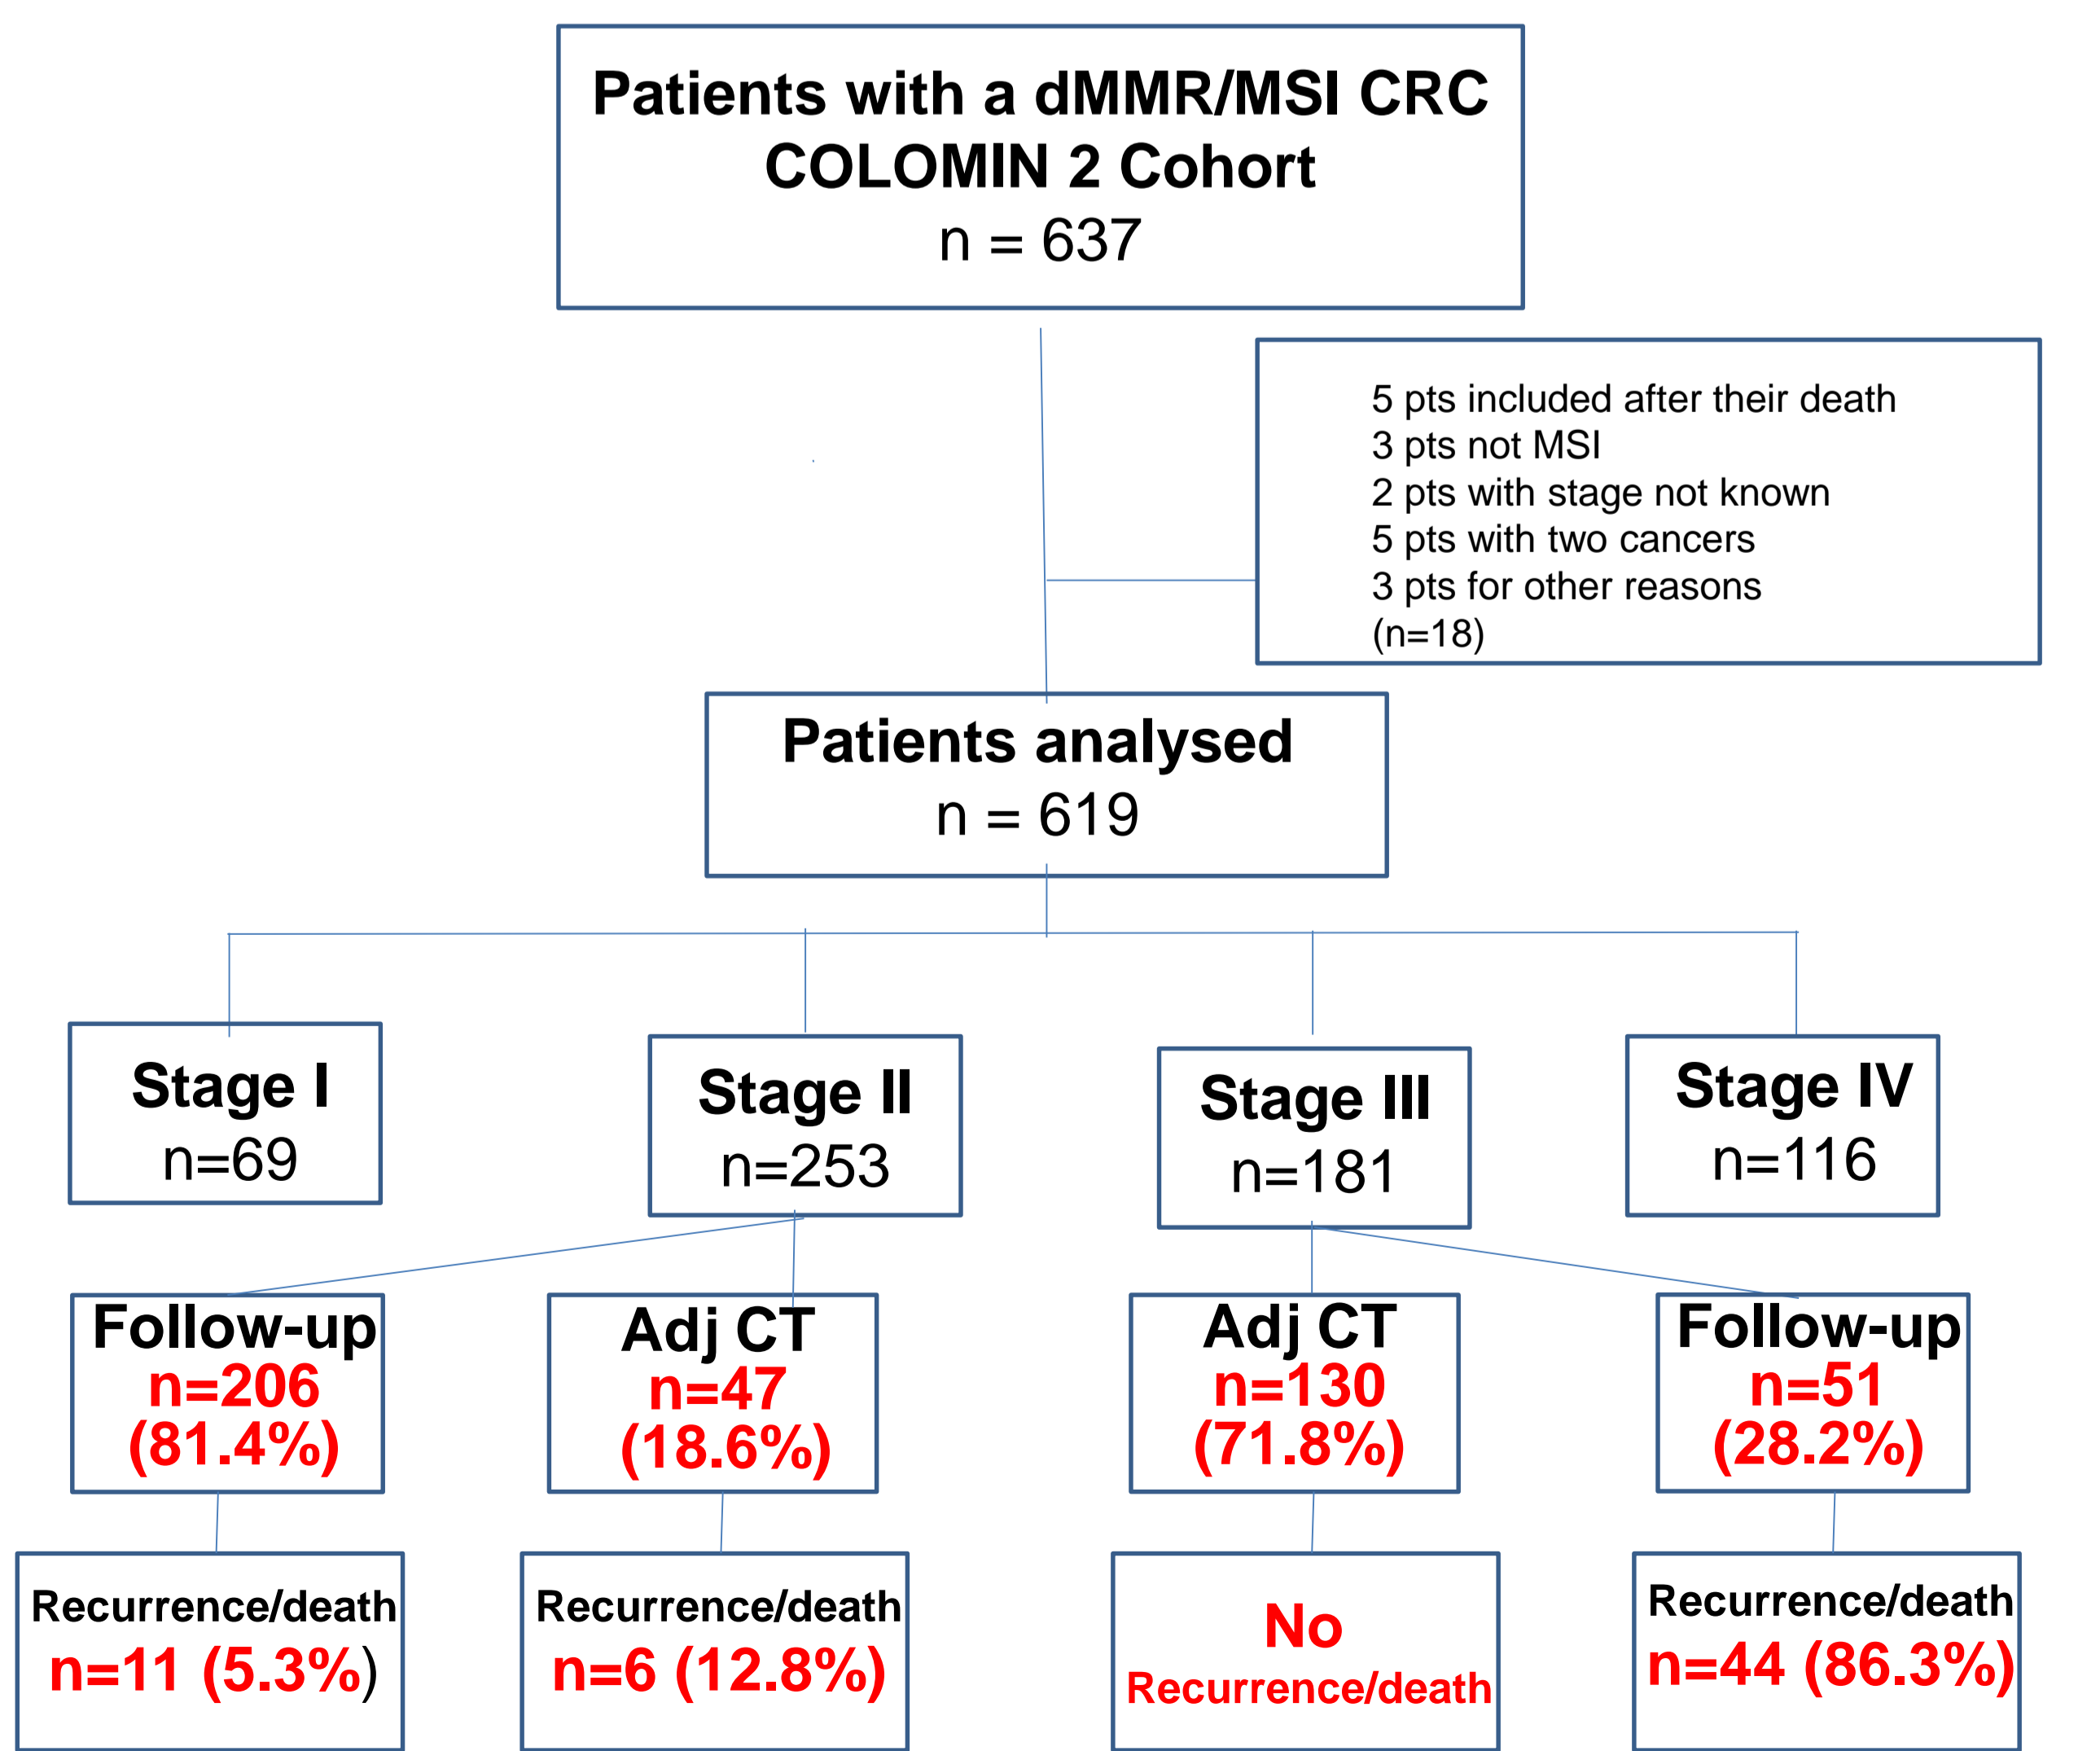 Patients with a dMMR/MSI CRC
COLOMIN 2 Cohort
n = 637
5 pts included after their death
3 pts not MSI
2 pts with stage not known
5 pts with two cancers
3 pts for other reasons
(n=18)
Patients analysed
n = 619
Stage I
n=69
Stage II
n=253
Stage III
n=181
Stage IV
n=116
Follow-up
n=206
(81.4%)
Adj CT
n=47
(18.6%)
Adj CT
n=130
(71.8%)
Follow-up
n=51
(28.2%)
Recurrence/death
n=11 (5.3%)
Recurrence/death
n=6 (12.8%)
No
Recurrence/death
Recurrence/death
n=44 (86.3%)